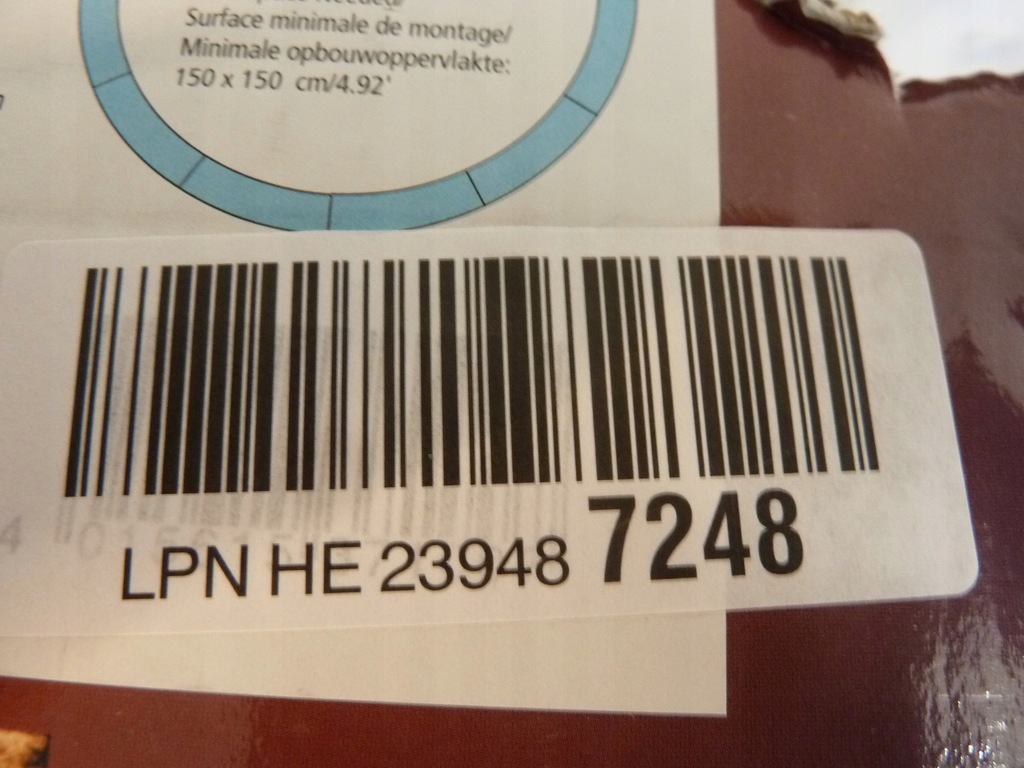 Surface minimale de montage/
Minimale opbouwoppervlakte:
150 x 150 cm/4.92'
LPN HE 23948 7248